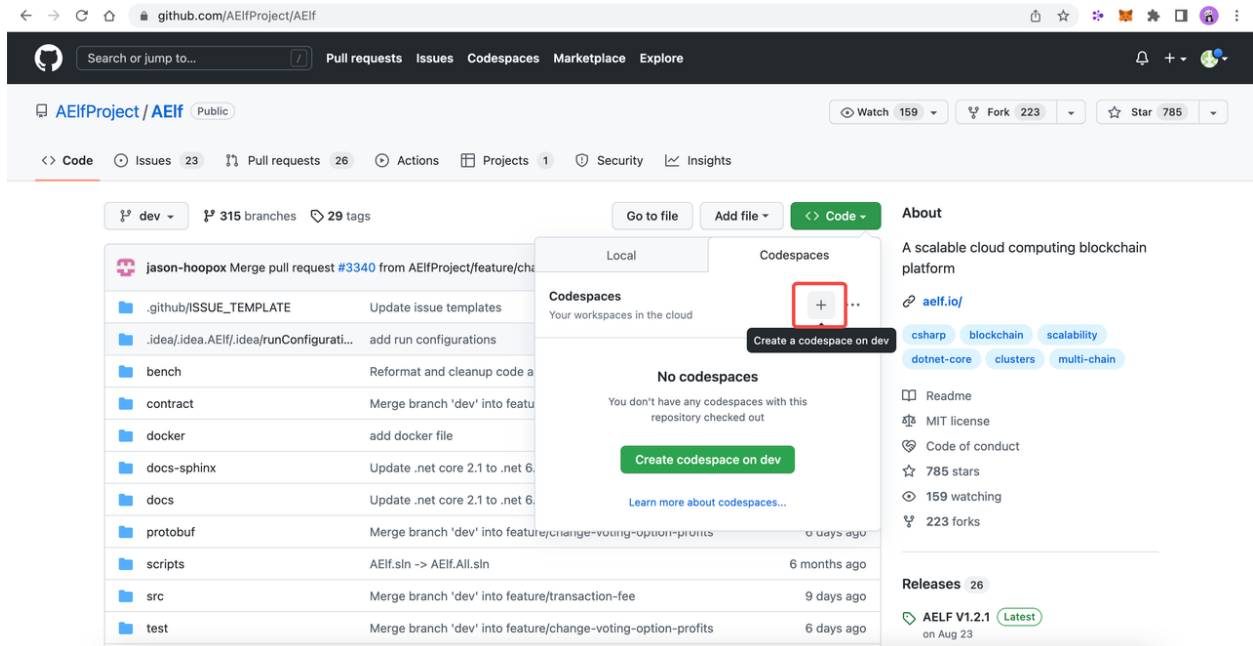 github.com/AElfProject/AElf
Search or jump to... /
Pull requests Issues Codespaces Marketplace Explore
AElfProject / AElf Public
Watch 159
Fork 223
Star 785
Code
Issues 23
Pull requests 26
Actions
Projects 1
Security
Insights
dev
315 branches
29 tags
Go to file
Add file
Code
Local
Codespaces
Codespaces
Your workspaces in the cloud
Create a codespace on dev
No codespaces
You don't have any codespaces with this
repository checked out
Create codespace on dev
Learn more about codespaces...
jason-hoopox Merge pull request #3340 from AElfProject/feature/cha
.github/ISSUE_TEMPLATE Update issue templates
.idea/.idea.AElf/.idea/runConfigurati... add run configurations
bench Reformat and cleanup code a
contract Merge branch 'dev' into featu
docker add docker file
docs-sphinx Update .net core 2.1 to .net 6.
docs Update .net core 2.1 to .net 6.
protobuf Merge branch 'dev' into feature/change-voting-option-profits 6 days ago
scripts AElf.sln -> AElf.All.sln 6 months ago
src Merge branch 'dev' into feature/transaction-fee 9 days ago
test Merge branch 'dev' into feature/change-voting-option-profits 6 days ago
About
A scalable cloud computing blockchain
platform
aelf.io/
csharp blockchain scalability
dotnet-core clusters multi-chain
Readme
MIT license
Code of conduct
785 stars
159 watching
223 forks
Releases 26
AELF V1.2.1 Latest
on Aug 23